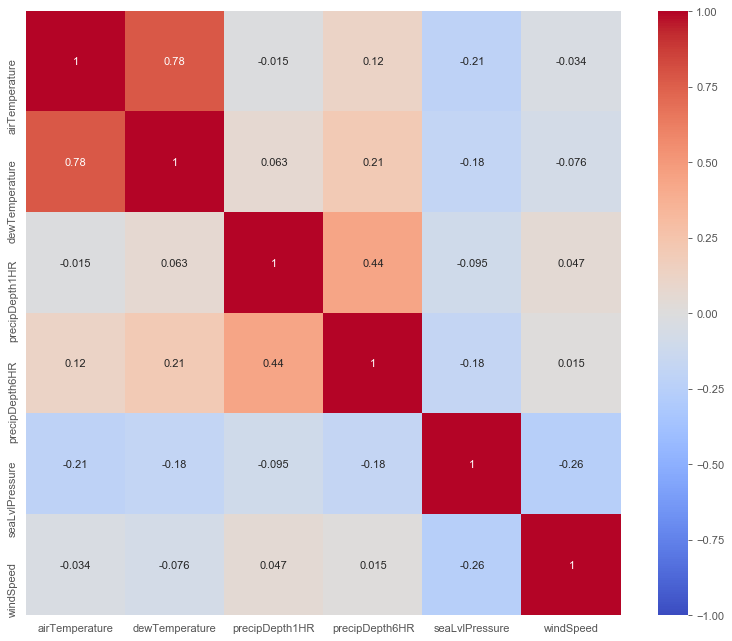 airTemperature 1 0.78 -0.015 0.12 -0.21 -0.034
dewTemperature 0.78 1 0.063 0.21 -0.18 -0.076
precipDepth1HR -0.015 0.063 1 0.44 -0.095 0.047
precipDepth6HR 0.12 0.21 0.44 1 -0.18 0.015
seaLvlPressure -0.21 -0.18 -0.095 -0.18 1 -0.26
windSpeed -0.034 -0.076 0.047 0.015 -0.26 1
airTemperature dewTemperature precipDepth1HR precipDepth6HR seaLvlPressure windSpeed
1.00
0.75
0.50
0.25
0.00
−0.25
−0.50
−0.75
−1.00